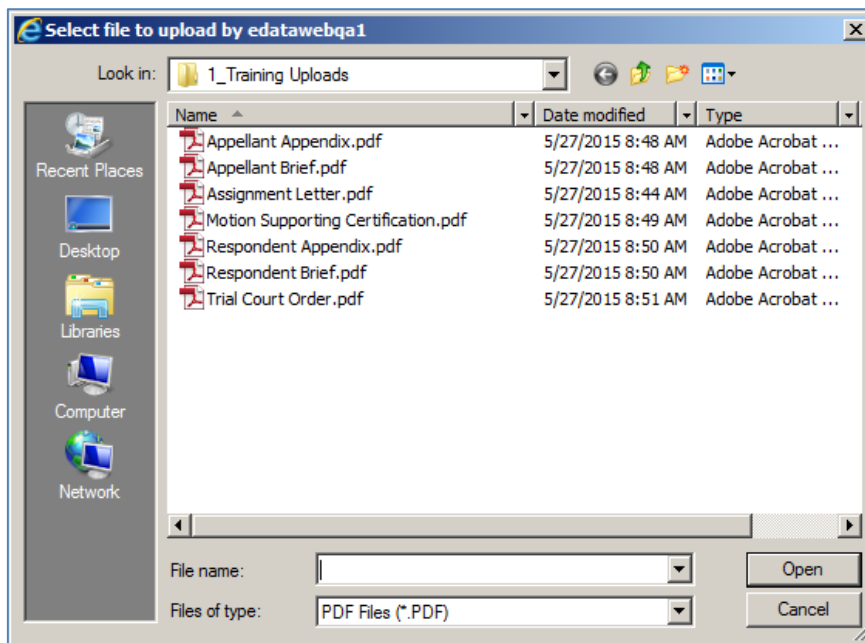 Select file to upload by edatawebqa1
Look in: 1_Training Uploads
Name Date modified Type
Appellant Appendix.pdf 5/27/2015 8:48 AM Adobe Acrobat ...
Appellant Brief.pdf 5/27/2015 8:48 AM Adobe Acrobat ...
Assignment Letter.pdf 5/27/2015 8:44 AM Adobe Acrobat ...
Motion Supporting Certification.pdf 5/27/2015 8:49 AM Adobe Acrobat ...
Respondent Appendix.pdf 5/27/2015 8:50 AM Adobe Acrobat ...
Respondent Brief.pdf 5/27/2015 8:50 AM Adobe Acrobat ...
Trial Court Order.pdf 5/27/2015 8:51 AM Adobe Acrobat ...
Recent Places
Desktop
Libraries
Computer
Network
File name: Open
Files of type: PDF Files (*.PDF) Cancel